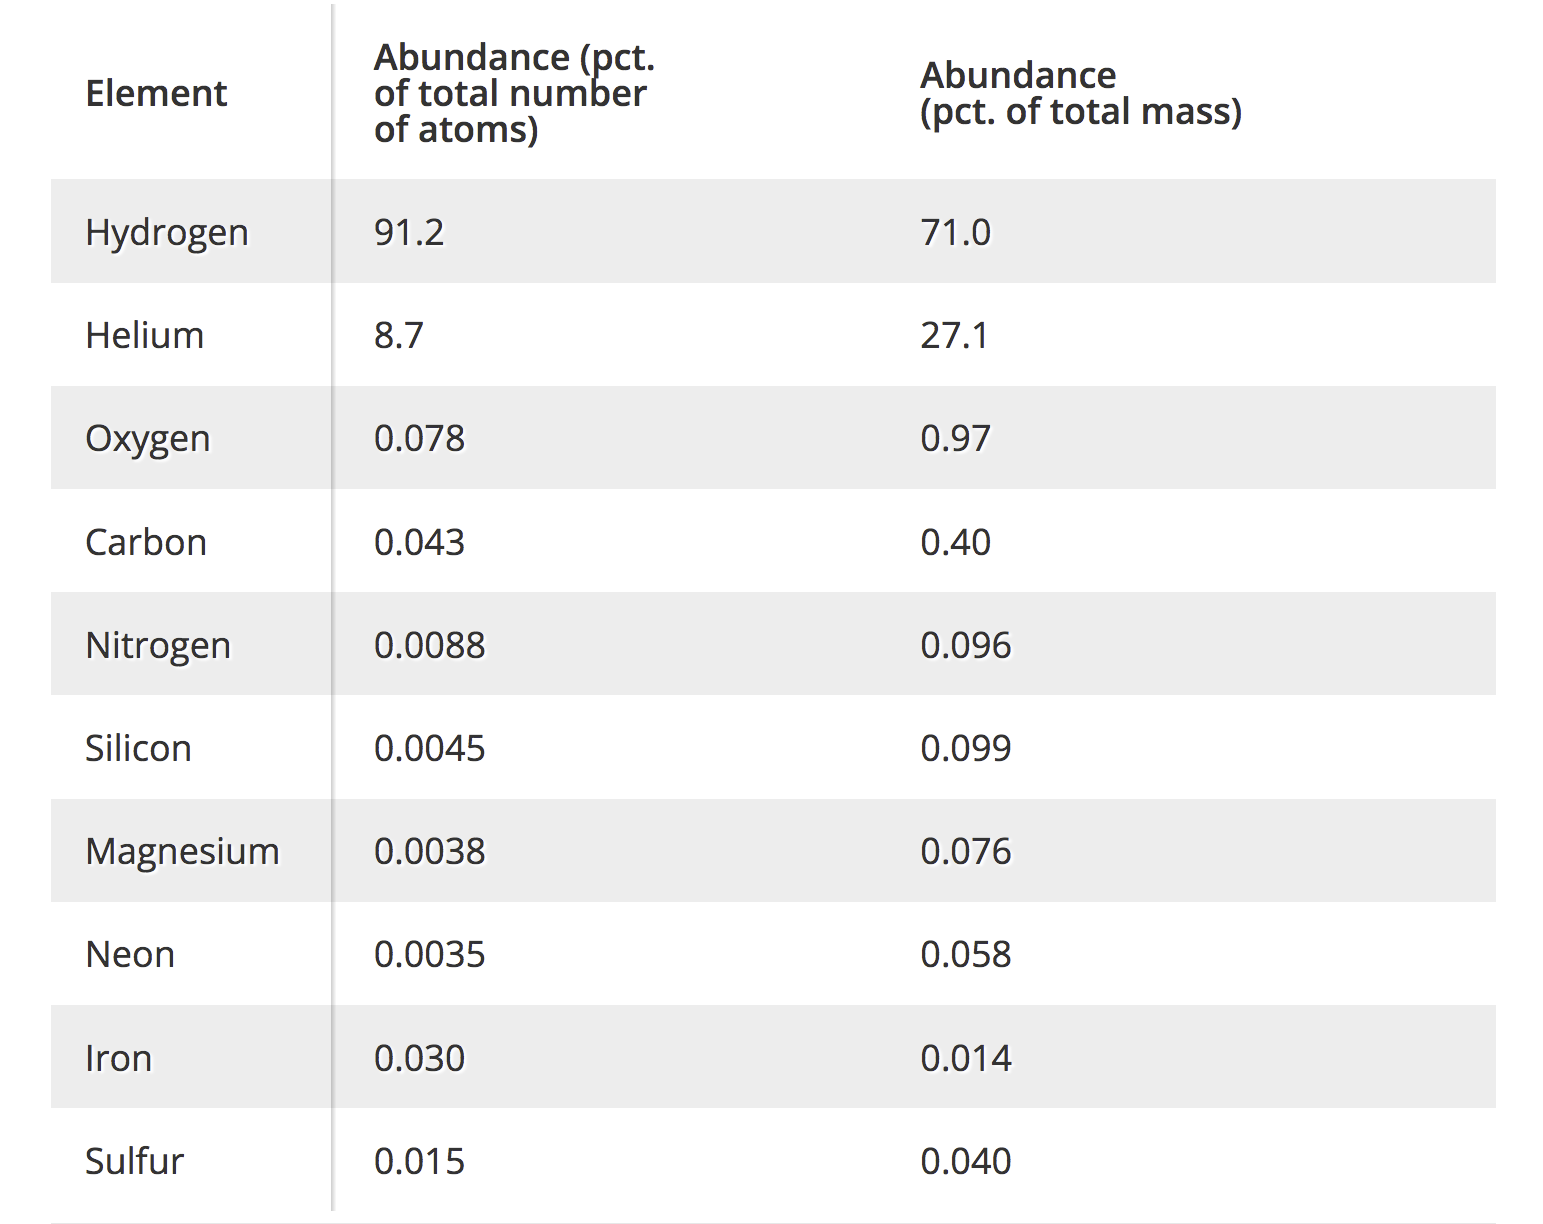 Element
Abundance (pct.
of total number
of atoms)
Abundance
(pct. of total mass)
Hydrogen 91.2 71.0
Helium 8.7 27.1
Oxygen 0.078 0.97
Carbon 0.043 0.40
Nitrogen 0.0088 0.096
Silicon 0.0045 0.099
Magnesium 0.0038 0.076
Neon 0.0035 0.058
Iron 0.030 0.014
Sulfur 0.015 0.040